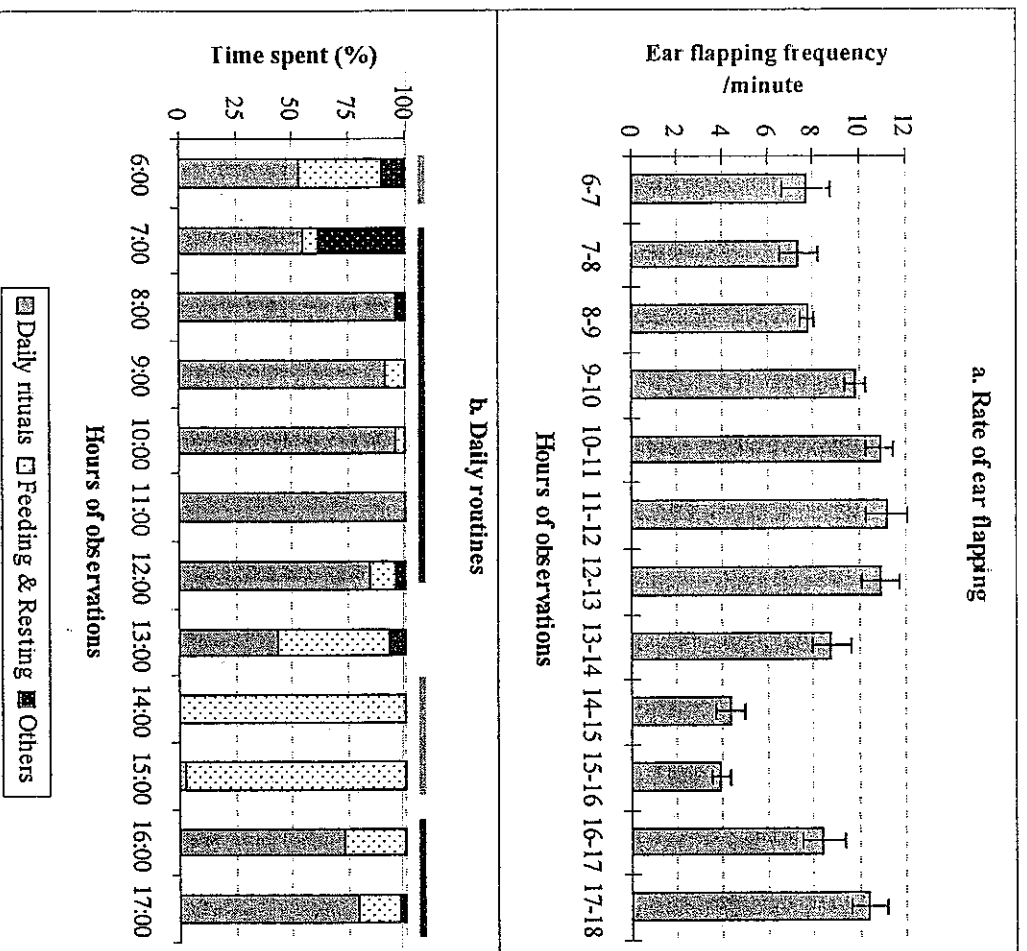 a. Rate of ear flapping
Ear flapping frequency
/minute
12
10
8
6
4
2
0
6-7 7-8 8-9 9-10 10-11 11-12 12-13 13-14 14-15 15-16 16-17 17-18
Hours of observations
b. Daily routines
Time spent (%)
100
75
50
25
0
6:00 7:00 8:00 9:00 10:00 11:00 12:00 13:00 14:00 15:00 16:00 17:00
Hours of observations
Daily rituals Feeding & Resting Others